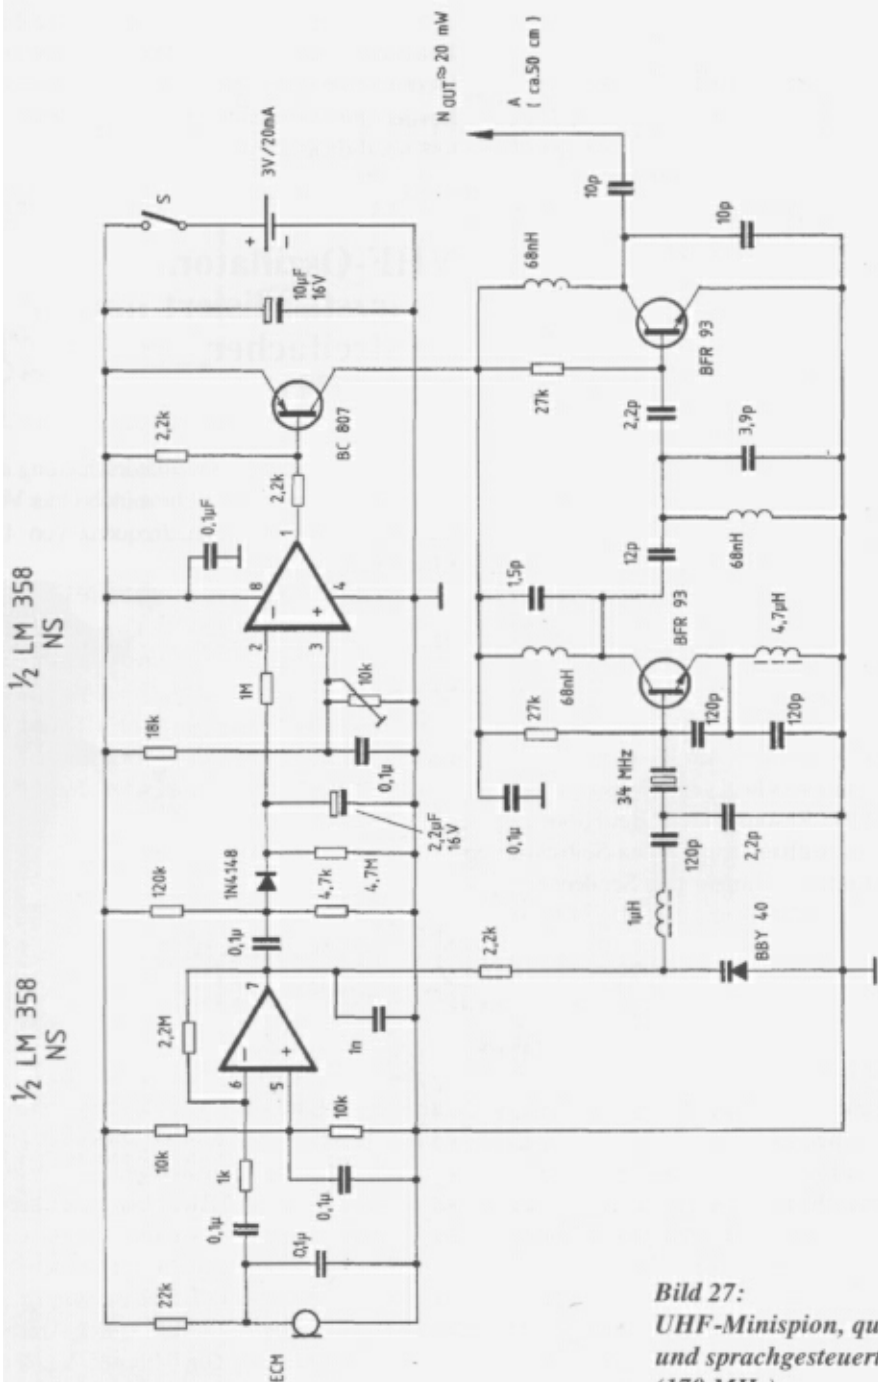 ½ LM 358
NS
½ LM 358
NS
ECM
22k
0,1µ
0,1µ
1k
10k
0,1µ
10k
6
5
7
2,2M
1n
0,1µ
120k
1N4148
4,7k
4,7M
2,2µF
16V
18k
0,1µ
10k
1M
2
3
8
4
1
0,1µF
2,2k
2,2k
BC 807
10µF
16V
S
+
−
3V/20mA
2,2k
BBY 40
1µH
120p
2,2p
34 MHz
0,1µ
27k
68nH
120p
120p
BFR 93
4,7µH
1,5p
12p
68nH
2,2p
3,9p
27k
BFR 93
68nH
10p
10p
N OUT ≈ 20 mW
A
( ca.50 cm )
Bild 27:
UHF-Minispion, qu
und sprachgesteuert